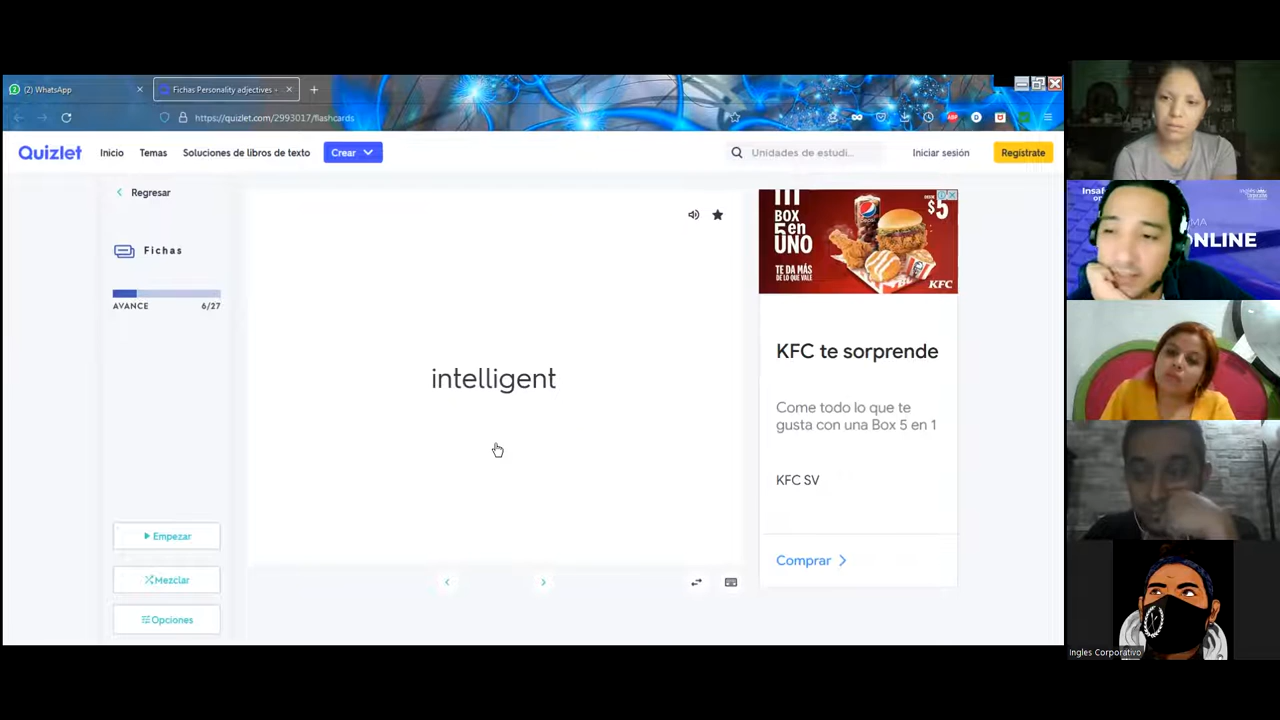 (2) WhatsApp
Fichas Personality adjectives
https://quizlet.com/2993017/flashcards
Quizlet
Inicio
Temas
Soluciones de libros de texto
Crear
Unidades de estudi...
Iniciar sesión
Regístrate
Regresar
Fichas
AVANCE 6/27
Empezar
Mezclar
Opciones
intelligent
BOX
5 en
UNO
TE DA MÁS
DE LO QUE VALE
$5
KFC
KFC te sorprende
Come todo lo que te
gusta con una Box 5 en 1
KFC SV
Comprar
ONLINE
Ingles Corporativo